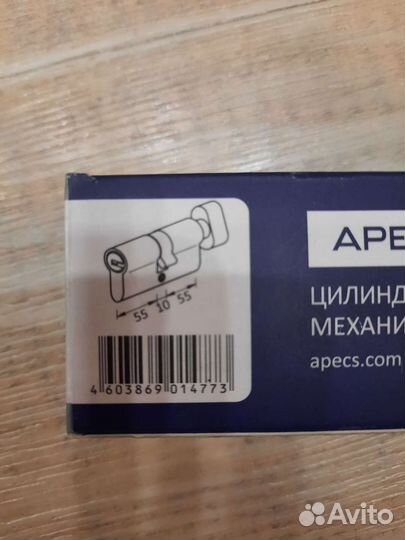 APE
55 10 55
ЦИЛИНД
МЕХАНИ
apecs.com
4 603869 014773
Avito